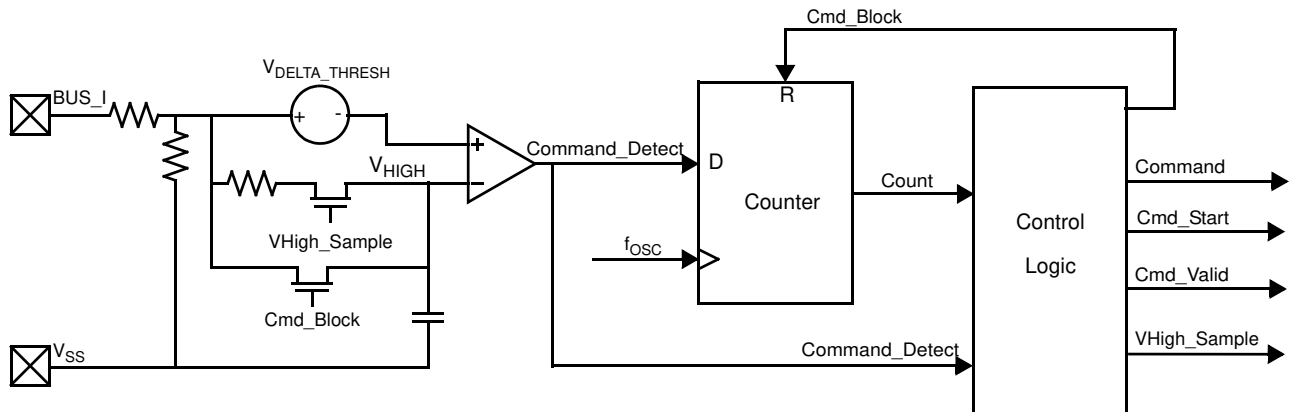 Cmd_Block
V_DELTA_THRESH
BUS_I
+ -
R
+
Command_Detect
D
V_HIGH
-
Count
Command
Counter
Control
Logic
Cmd_Start
VHigh_Sample
f_OSC
Cmd_Valid
Cmd_Block
V_SS
Command_Detect
VHigh_Sample